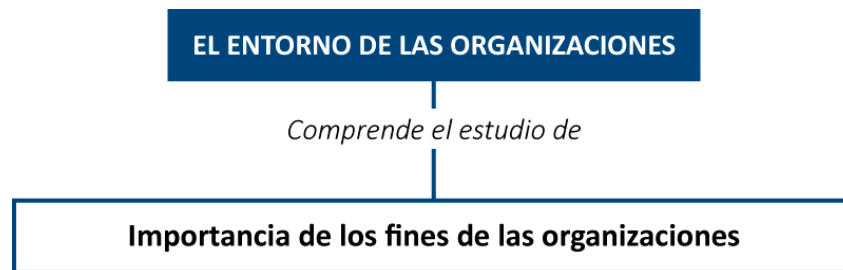 EL ENTORNO DE LAS ORGANIZACIONES
Comprende el estudio de
Importancia de los fines de las organizaciones